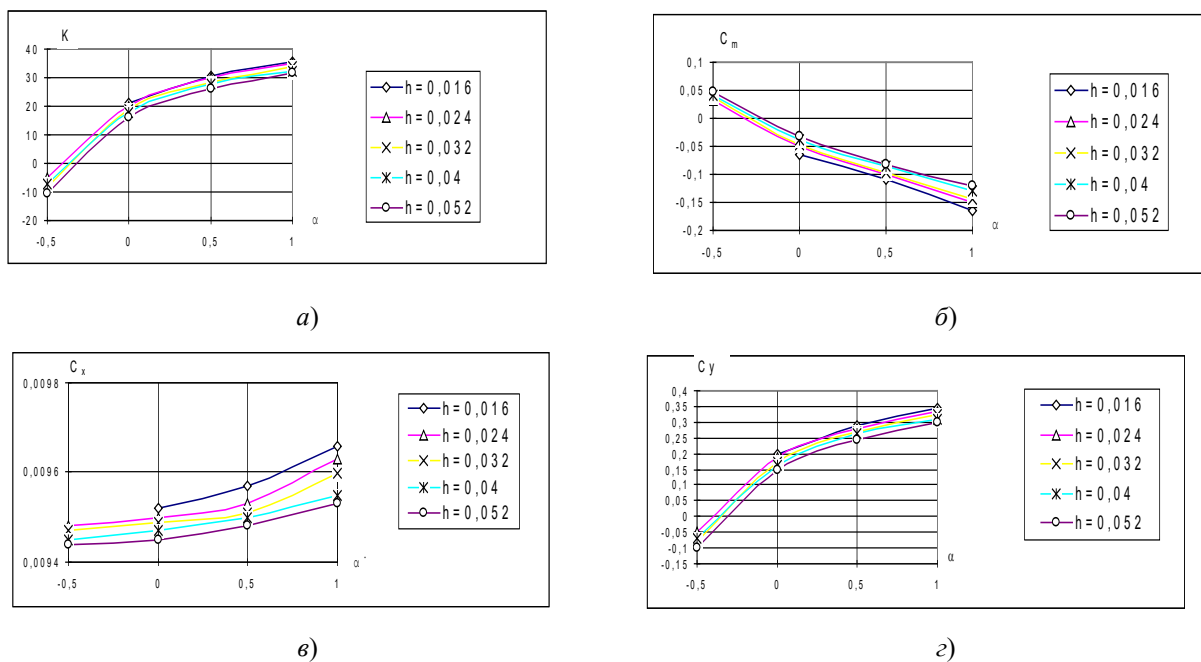 K
40
30
20
10
0
-10
-20
-0,5 0 0,5 1
α
h=0,016
h=0,024
h=0,032
h=0,04
h=0,052
а)
C m
0,1
0,05
0
-0,05
-0,1
-0,15
-0,2
-0,5 0 0,5 1
α
h=0,016
h=0,024
h=0,032
h=0,04
h=0,052
б)
C x
0,0098
0,0096
0,0094
-0,5 0 0,5 1
α
h=0,016
h=0,024
h=0,032
h=0,04
h=0,052
в)
C y
0,4
0,35
0,3
0,25
0,2
0,15
0,1
0,05
0
-0,05
-0,1
-0,15
-0,5 0 0,5 1
α
h=0,016
h=0,024
h=0,032
h=0,04
h=0,052
г)